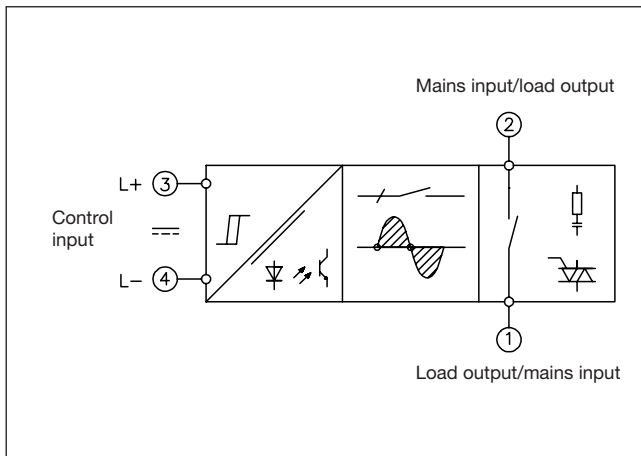 Mains input/load output
2
L+ 3
Control
input
L− 4
1
Load output/mains input